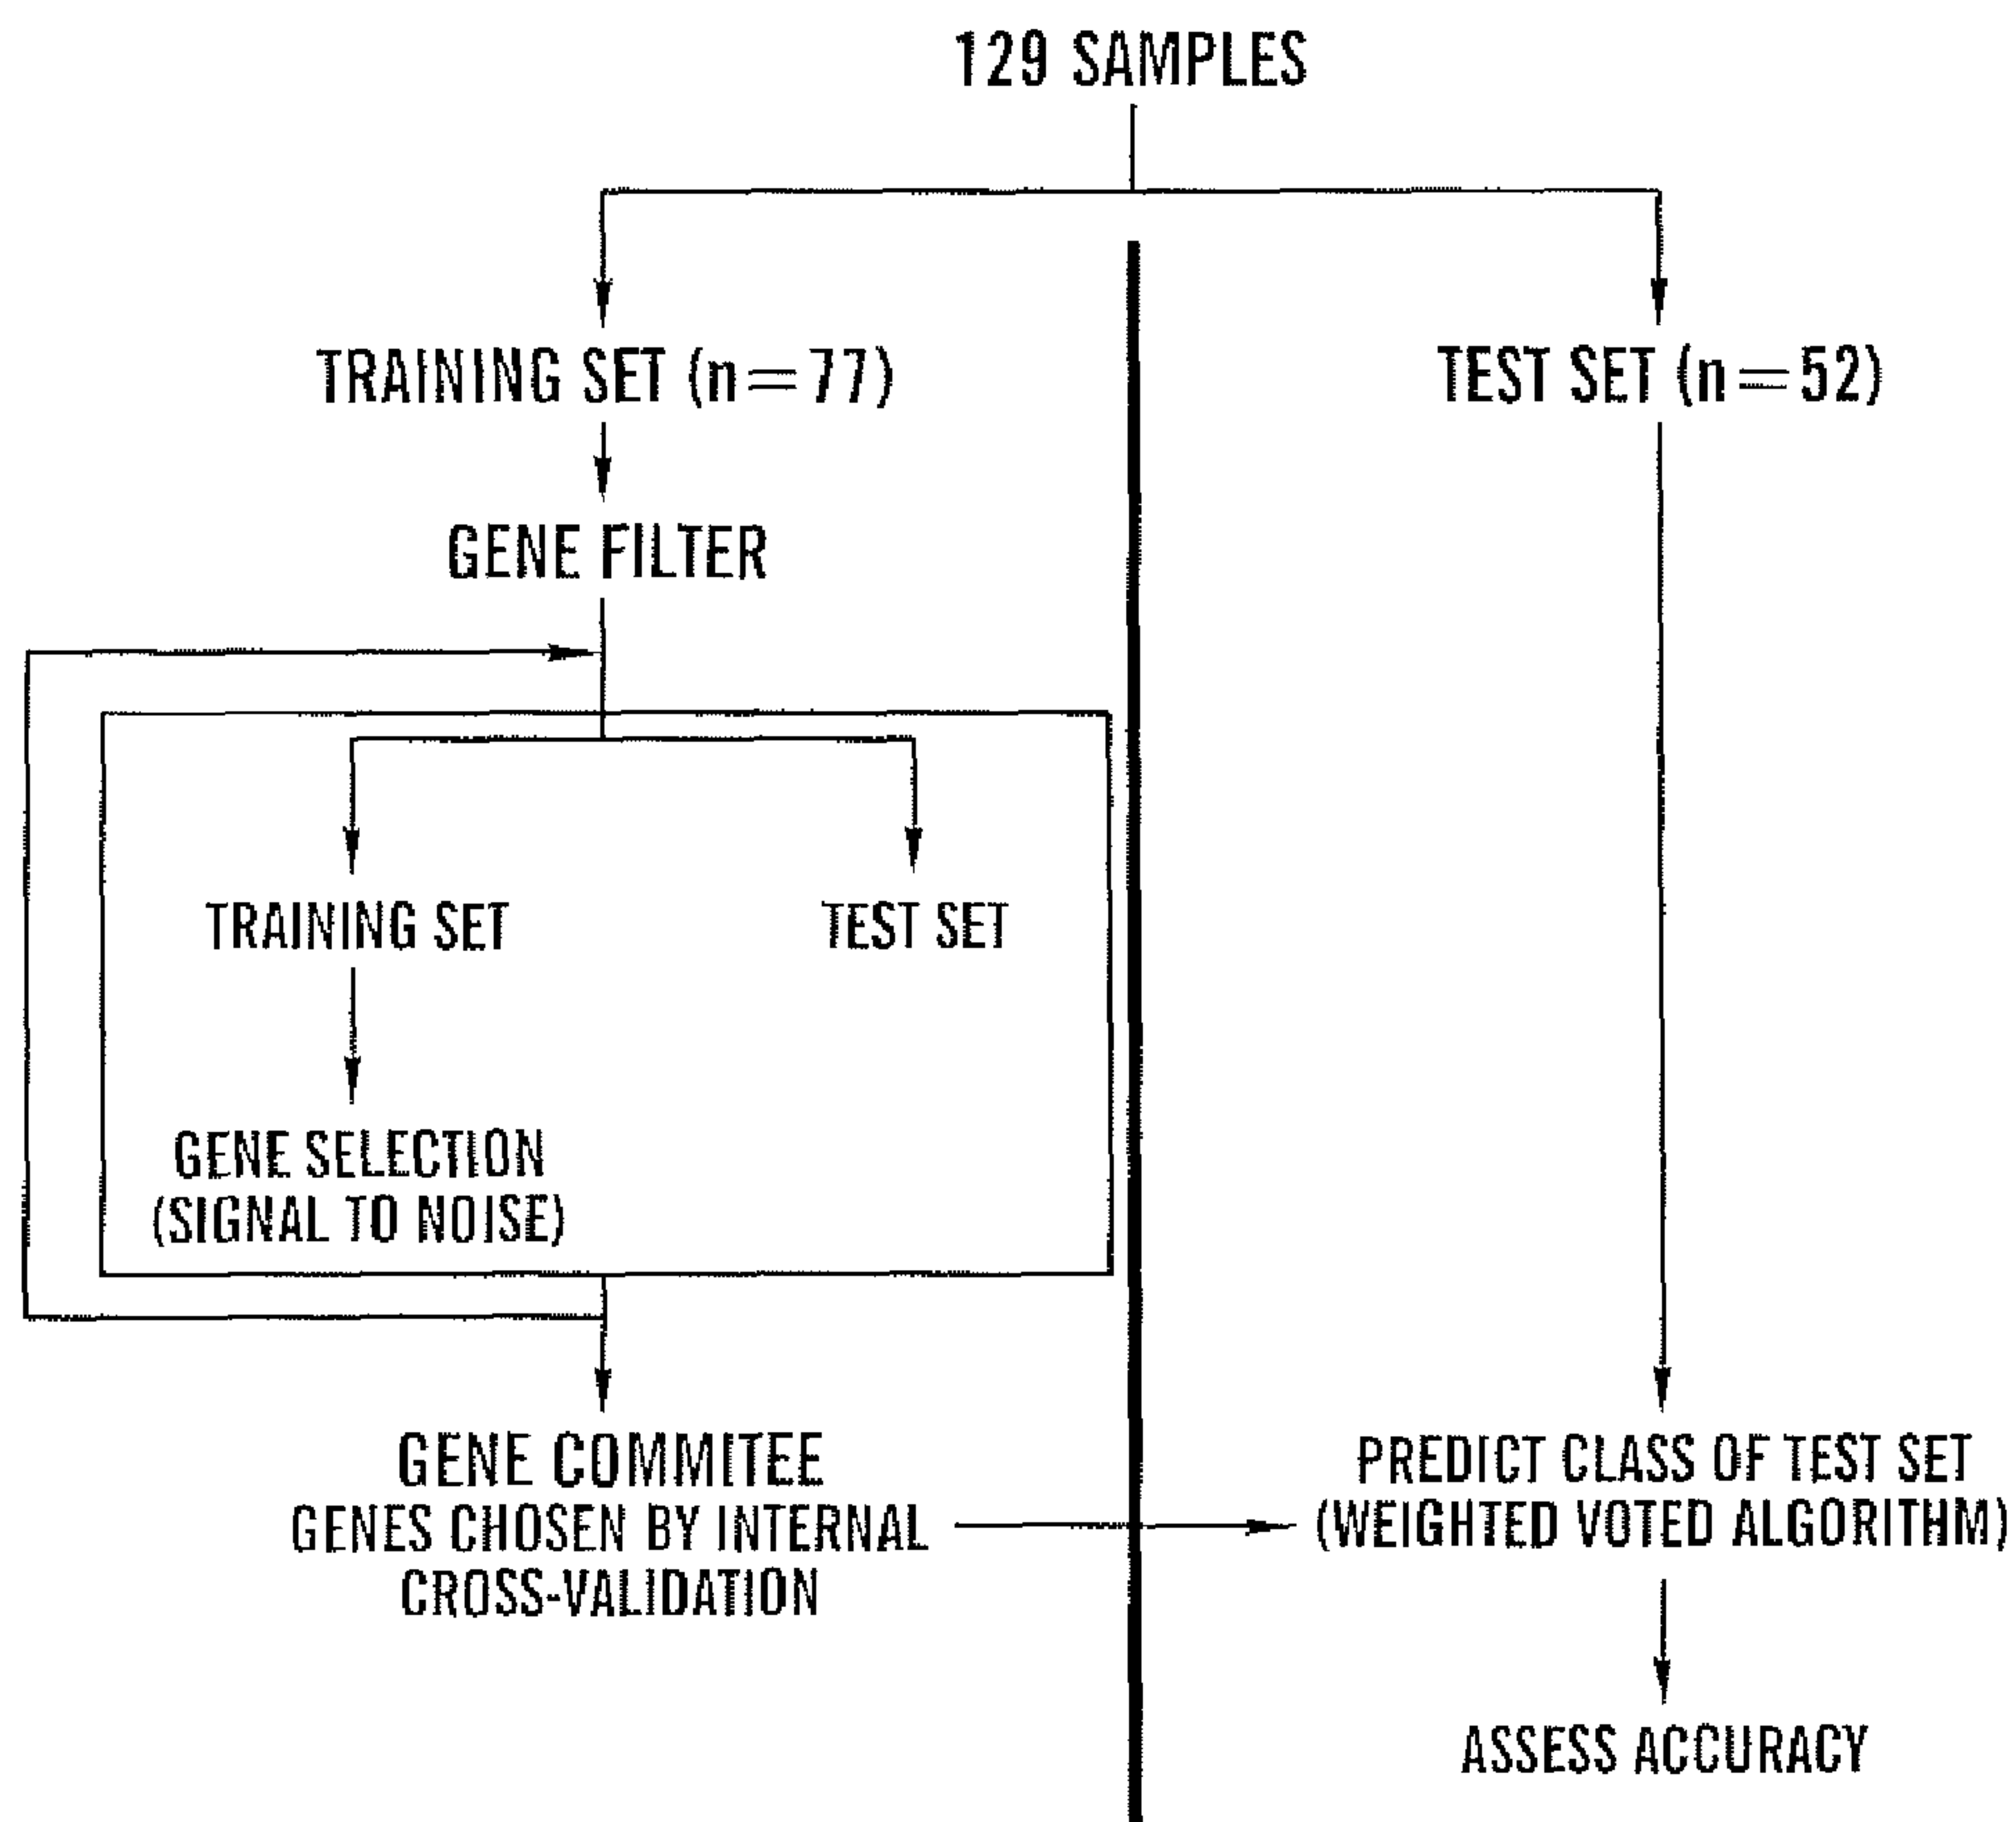 129 SAMPLES
TRAINING SET (n=77)
TEST SET (n=52)
GENE FILTER
TRAINING SET
TEST SET
GENE SELECTION
(SIGNAL TO NOISE)
GENE COMMITEE
GENES CHOSEN BY INTERNAL
CROSS-VALIDATION
PREDICT CLASS OF TEST SET
(WEIGHTED VOTED ALGORITHM)
ASSESS ACCURACY